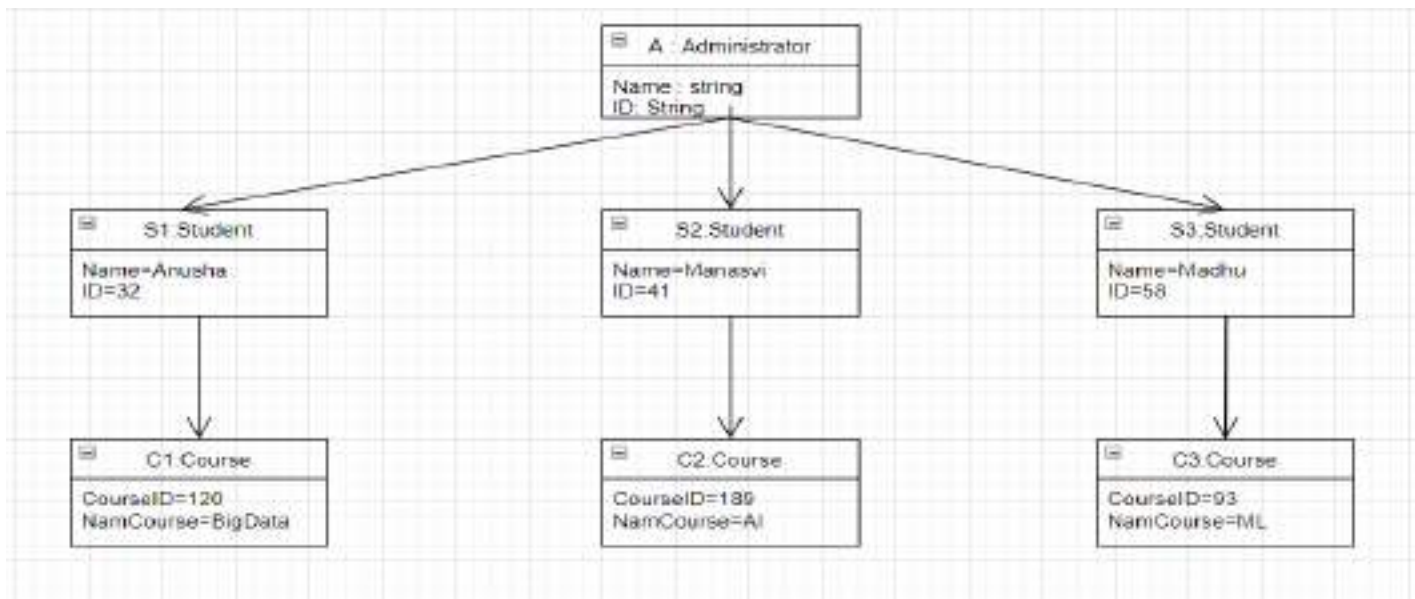 A : Administrator
Name : string
ID: String
S1.Student
Name=Anusha
ID=32
S2.Student
Name=Manasvi
ID=41
S3.Student
Name=Madhu
ID=58
C1.Course
CourseID=120
NamCourse=BigData
C2.Course
CourseID=189
NamCourse=AI
C3.Course
CourseID=93
NamCourse=ML